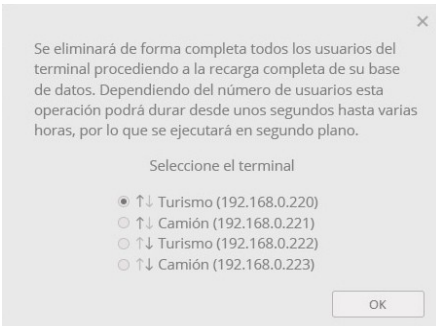 ×
Se eliminará de forma completa todos los usuarios del
terminal procediendo a la recarga completa de su base
de datos. Dependiendo del número de usuarios esta
operación podrá durar desde unos segundos hasta varias
horas, por lo que se ejecutará en segundo plano.
Seleccione el terminal
↑↓ Turismo (192.168.0.220)
↑↓ Camión (192.168.0.221)
↑↓ Turismo (192.168.0.222)
↑↓ Camión (192.168.0.223)
OK